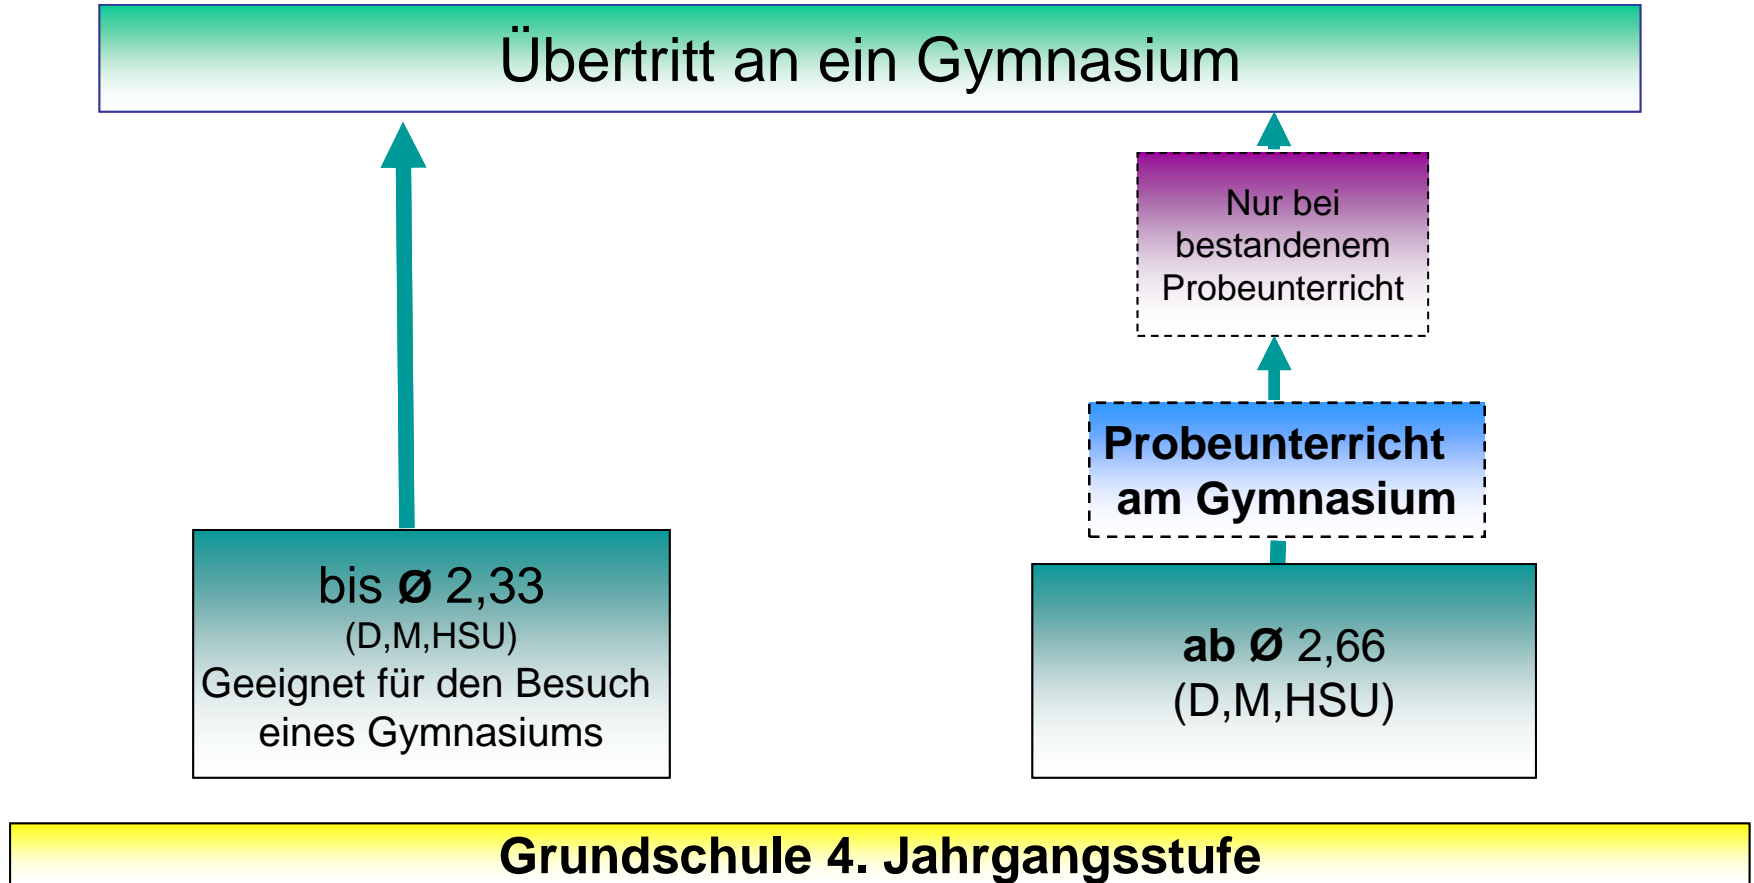 Übertritt an ein Gymnasium
Nur bei
bestandenem
Probeunterricht
Probeunterricht
am Gymnasium
bis Ø 2,33
(D,M,HSU)
Geeignet für den Besuch
eines Gymnasiums
ab Ø 2,66
(D,M,HSU)
Grundschule 4. Jahrgangsstufe